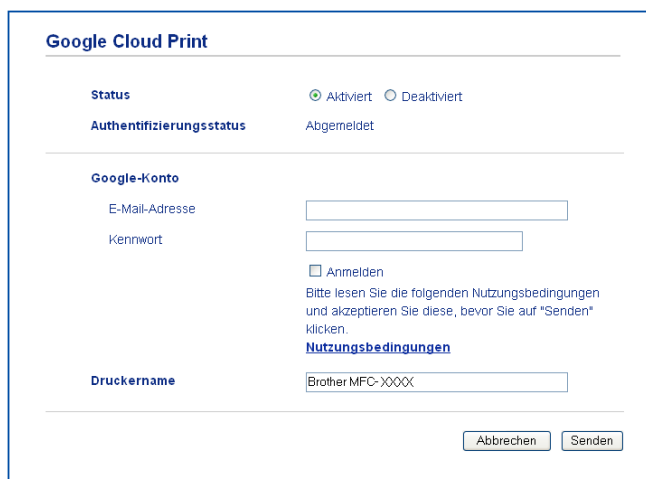 Google Cloud Print
Status Aktiviert Deaktiviert
Authentifizierungsstatus Abgemeldet
Google-Konto
E-Mail-Adresse
Kennwort
Anmelden
Bitte lesen Sie die folgenden Nutzungsbedingungen
und akzeptieren Sie diese, bevor Sie auf "Senden"
klicken.
Nutzungsbedingungen
Druckername Brother MFC-XXXX
Abbrechen Senden